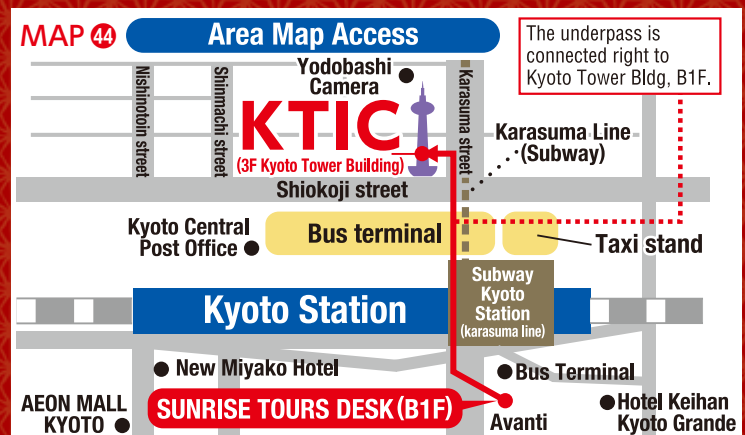 MAP 44
Area Map Access
The underpass is
connected right to
Kyoto Tower Bldg, B1F.
Nishinotoin street
Shinmachi street
Yodobashi
Camera
Karasuma street
KTIC
(3F Kyoto Tower Building)
Karasuma Line
(Subway)
Shiokoji street
Kyoto Central
Post Office
Bus terminal
Taxi stand
Kyoto Station
Subway
Kyoto
Station
(karasuma line)
New Miyako Hotel
Bus Terminal
AEON MALL
KYOTO
SUNRISE TOURS DESK (B1F)
Avanti
Hotel Keihan
Kyoto Grande